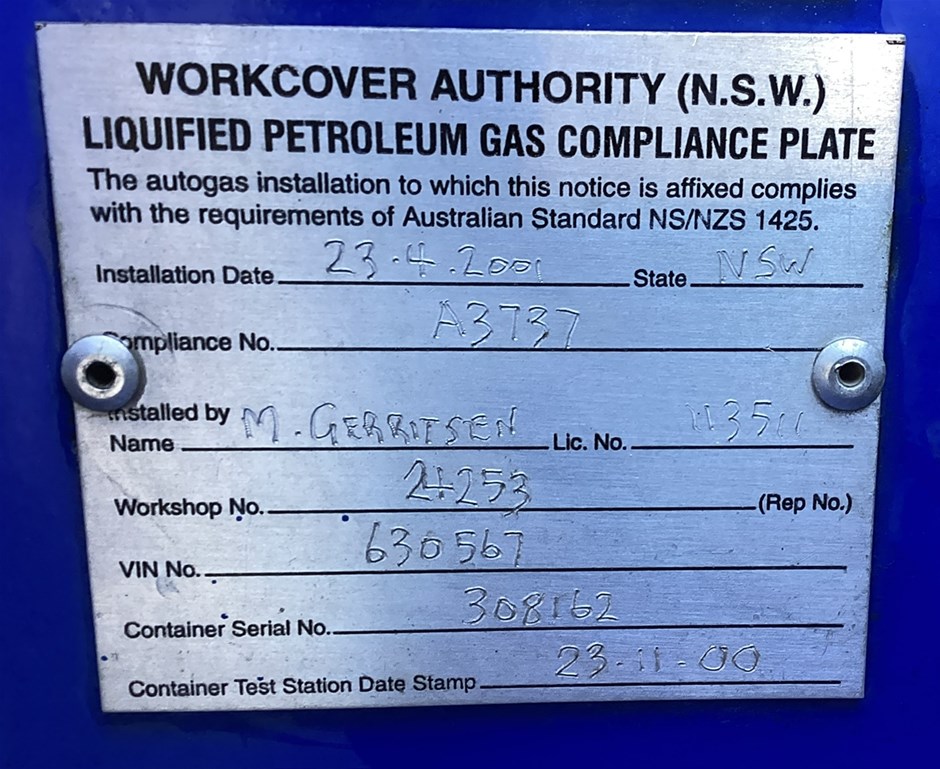 WORKCOVER AUTHORITY (N.S.W.)
LIQUIFIED PETROLEUM GAS COMPLIANCE PLATE
The autogas installation to which this notice is affixed complies
with the requirements of Australian Standard NS/NZS 1425.
Installation Date 23.4.2001 State NSW
Compliance No. A3737
Installed by
Name M. GERRITSEN Lic. No. 113511
Workshop No. 24253 (Rep No.)
VIN No. 630567
Container Serial No. 308162
Container Test Station Date Stamp 23-11-00